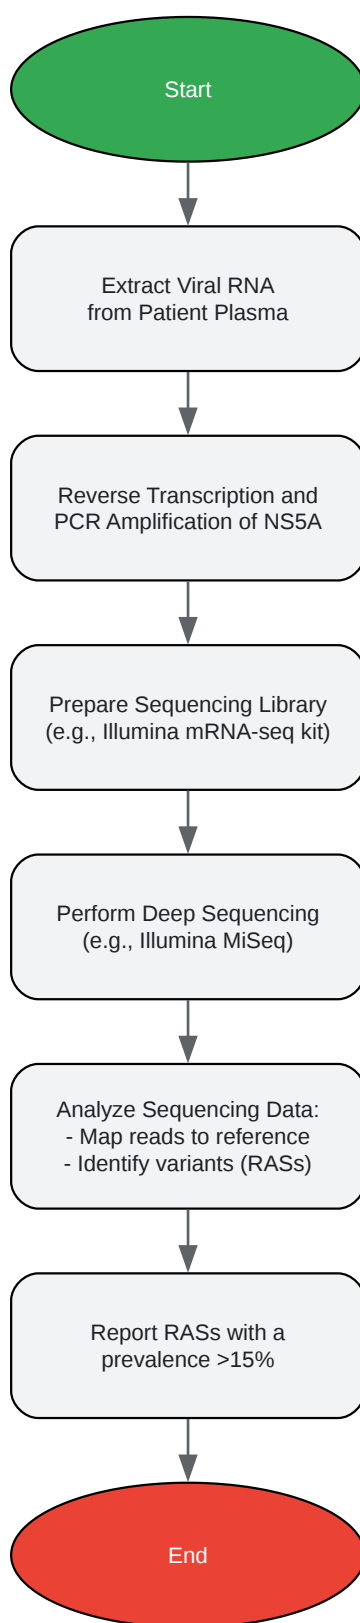 Start
Extract Viral RNA
from Patient Plasma
Reverse Transcription and
PCR Amplification of NS5A
Prepare Sequencing Library
(e.g., Illumina mRNA-seq kit)
Perform Deep Sequencing
(e.g., Illumina MiSeq)
Analyze Sequencing Data:
- Map reads to reference
- Identify variants (RASs)
Report RASs with a
prevalence >15%
End